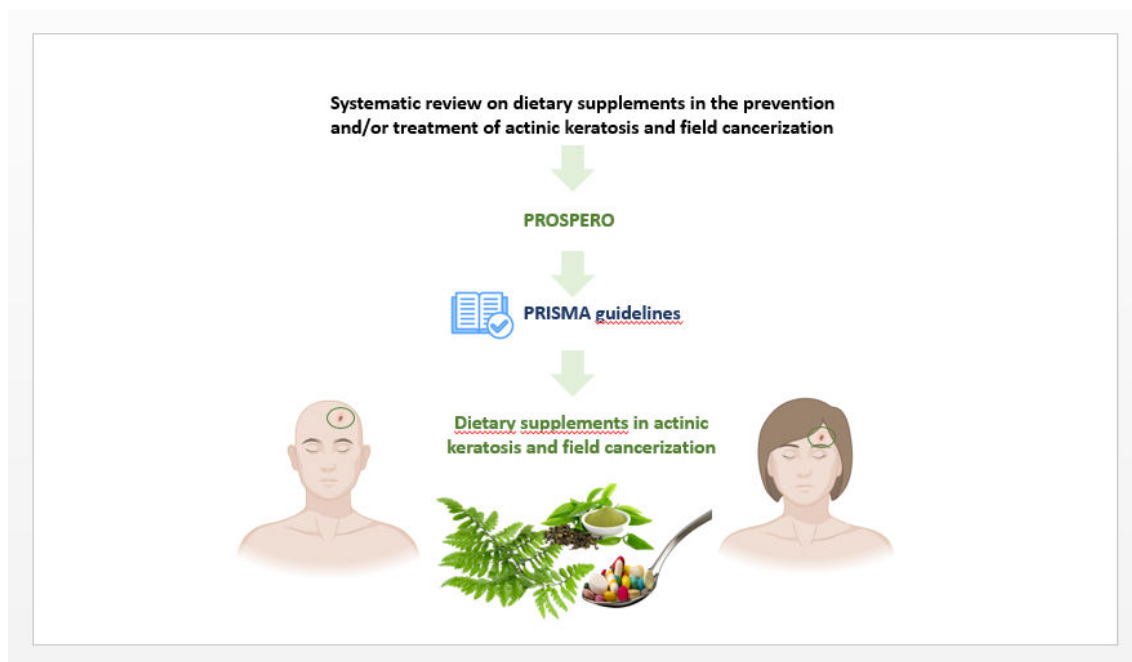 Systematic review on dietary supplements in the prevention
and/or treatment of actinic keratosis and field cancerization
PROSPERO
PRISMA guidelines
Dietary supplements in actinic
keratosis and field cancerization